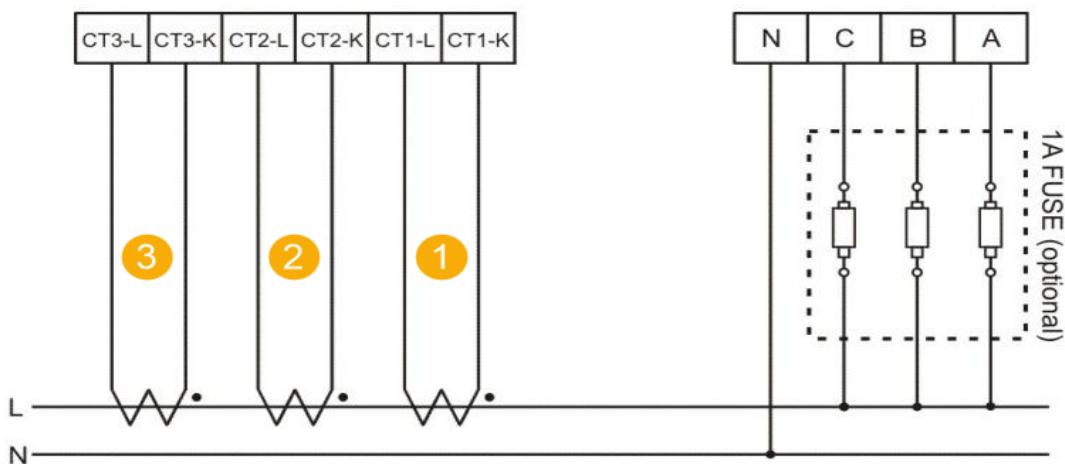 CT3-L CT3-K CT2-L CT2-K CT1-L CT1-K
N C B A
1A FUSE (optional)
3 2 1
L
N